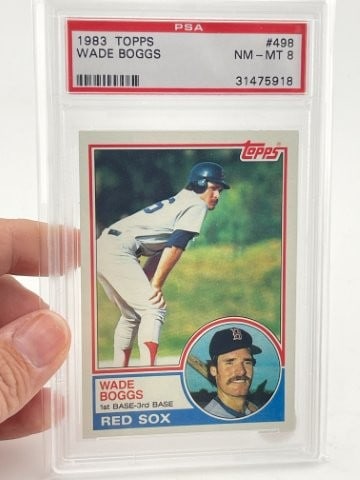 PSA
1983 TOPPS #498
WADE BOGGS NM-MT 8
31475918
Topps
6
B
WADE
BOGGS
1st BASE-3rd BASE
RED SOX